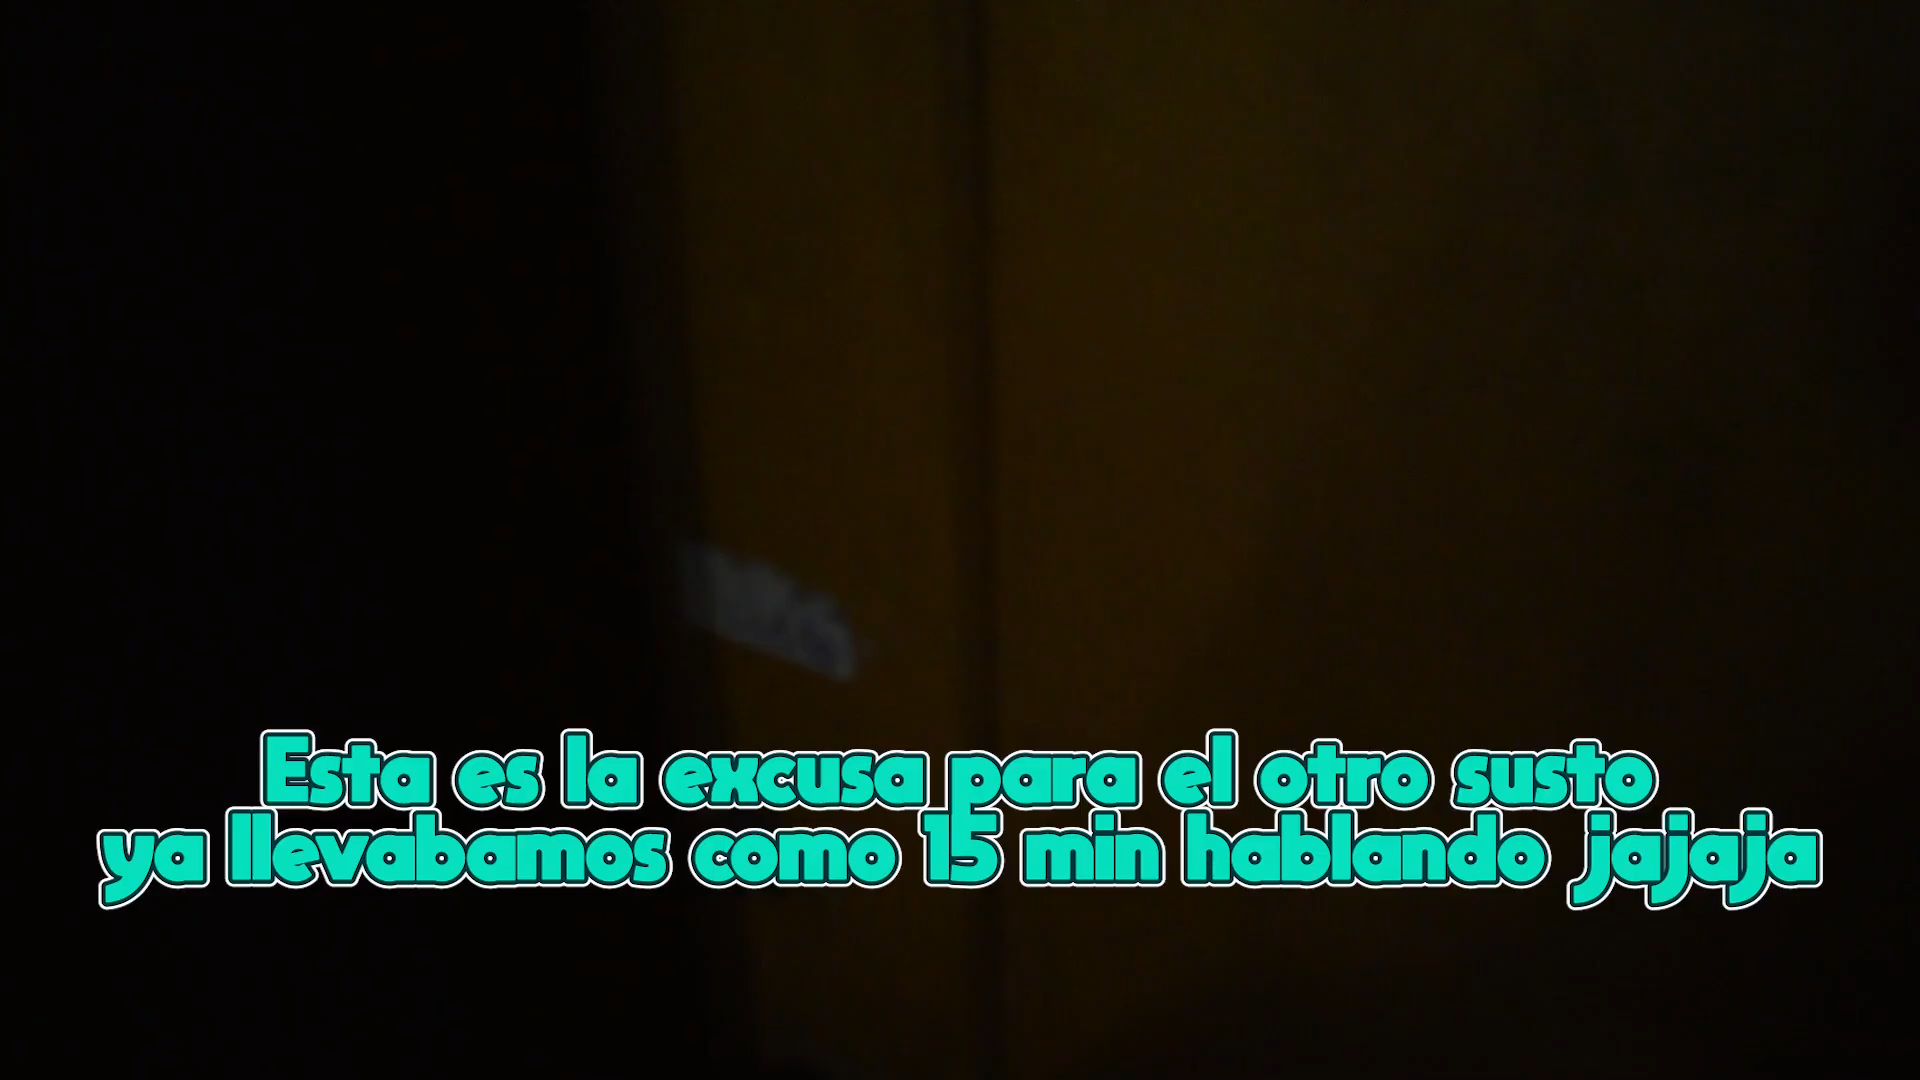 Esta es la excusa para el otro susto
ya llevabamos como 15 min hablando jajaja